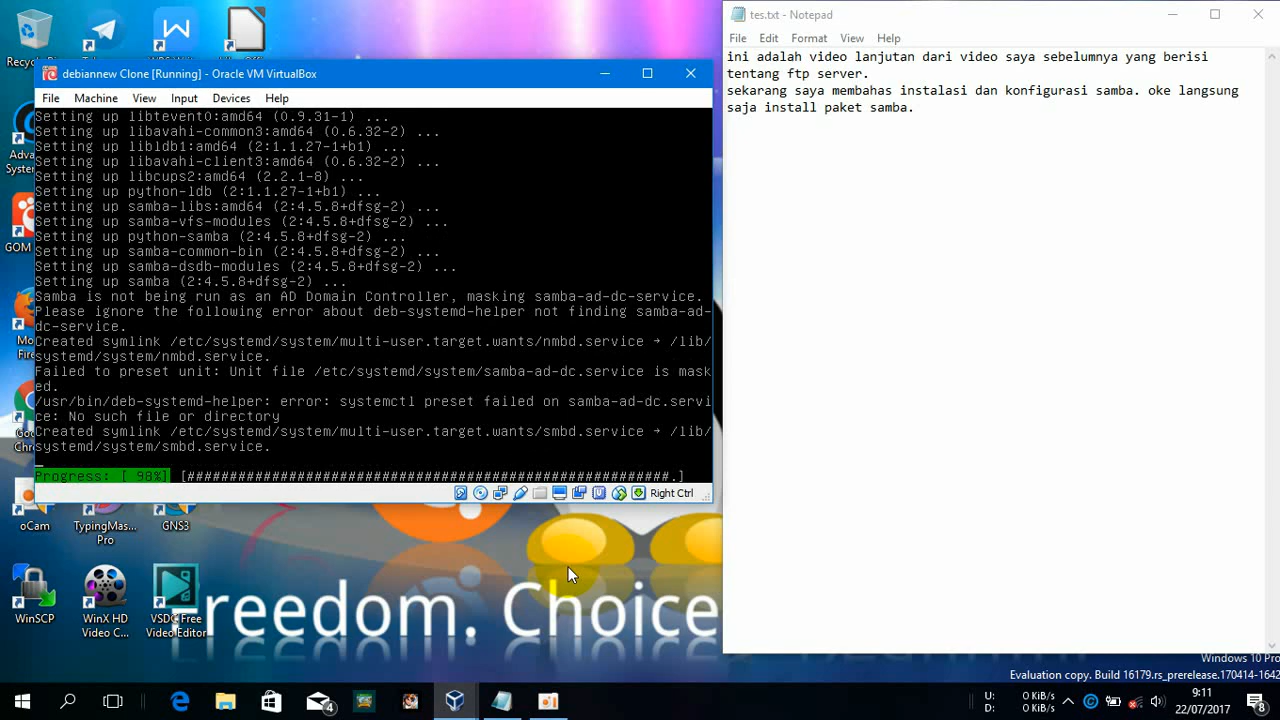 Recycle Bin
Telegram
GOM
oCam
TypingMas...
Pro
GNS3
WinSCP
WinX HD
Video C...
VSDC Free
Video Editor
debiannew Clone [Running] - Oracle VM VirtualBox
File Machine View Input Devices Help
Setting up libtevent0:amd64 (0.9.31-1) ...
Setting up libavahi-common3:amd64 (0.6.32-2) ...
Setting up libldb1:amd64 (2:1.1.27-1+b1) ...
Setting up libavahi-client3:amd64 (0.6.32-2) ...
Setting up libcups2:amd64 (2.2.1-8) ...
Setting up python-ldb (2:1.1.27-1+b1) ...
Setting up samba-libs:amd64 (2:4.5.8+dfsg-2) ...
Setting up samba-vfs-modules (2:4.5.8+dfsg-2) ...
Setting up python-samba (2:4.5.8+dfsg-2) ...
Setting up samba-common-bin (2:4.5.8+dfsg-2) ...
Setting up samba-dsdb-modules (2:4.5.8+dfsg-2) ...
Setting up samba (2:4.5.8+dfsg-2) ...
Samba is not being run as an AD Domain Controller, masking samba-ad-dc-service.
Please ignore the following error about deb-systemd-helper not finding samba-ad-
dc-service.
Created symlink /etc/systemd/system/multi-user.target.wants/nmbd.service → /lib/
systemd/system/nmbd.service.
Failed to preset unit: Unit file /etc/systemd/system/samba-ad-dc.service is mask
ed.
/usr/bin/deb-systemd-helper: error: systemctl preset failed on samba-ad-dc.servi
ce: No such file or directory
Created symlink /etc/systemd/system/multi-user.target.wants/smbd.service → /lib/
systemd/system/smbd.service.
Progress: [ 98%] [##########################################################.]
Right Ctrl
tes.txt - Notepad
File Edit Format View Help
ini adalah video lanjutan dari video saya sebelumnya yang berisi
tentang ftp server.
sekarang saya membahas instalasi dan konfigurasi samba. oke langsung
saja install paket samba.
Freedom. Choice
Windows 10 Pro
Evaluation copy. Build 16179.rs_prerelease.170414-1642
4
U: 0 KiB/s
D: 0 KiB/s
9:11
22/07/2017
8